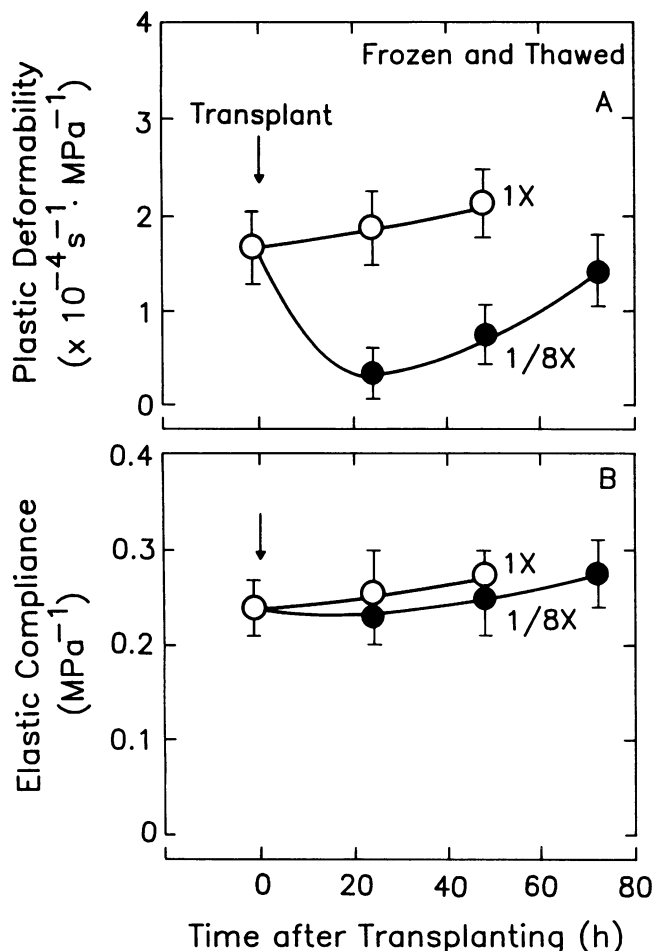 Frozen and Thawed
A
Transplant
1X
1/8X
Plastic Deformability
(x 10⁻⁴ s⁻¹· MPa⁻¹)
4
3
2
1
0
B
1X
1/8X
Elastic Compliance
(MPa⁻¹)
0.4
0.3
0.2
0.1
0
0 20 40 60 80
Time after Transplanting (h)